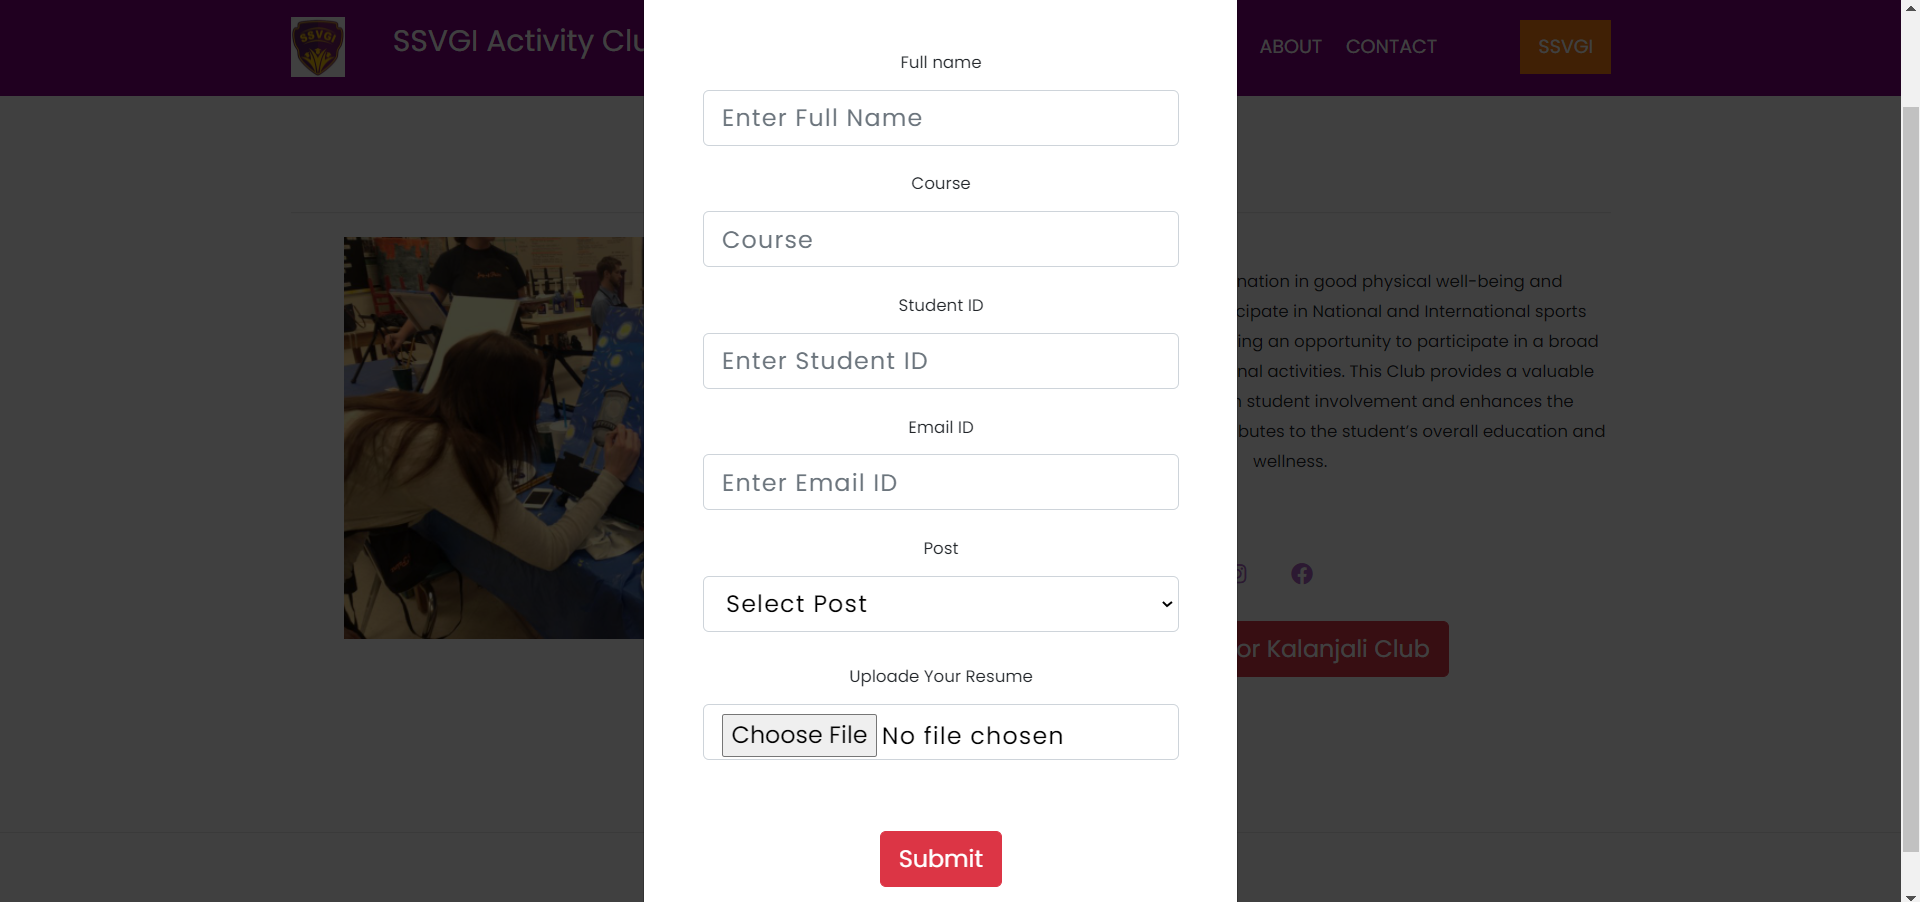 SSVGI
SSVGI Activity Clu
ABOUT CONTACT SSVGI
Full name
Enter Full Name
Course
Course
Student ID
Enter Student ID
Email ID
Enter Email ID
Post
Select Post
Uploade Your Resume
Choose File No file chosen
Submit
nation in good physical well-being and
cipate in National and International sports
ing an opportunity to participate in a broad
nal activities. This Club provides a valuable
n student involvement and enhances the
butes to the student’s overall education and
wellness.
or Kalanjali Club